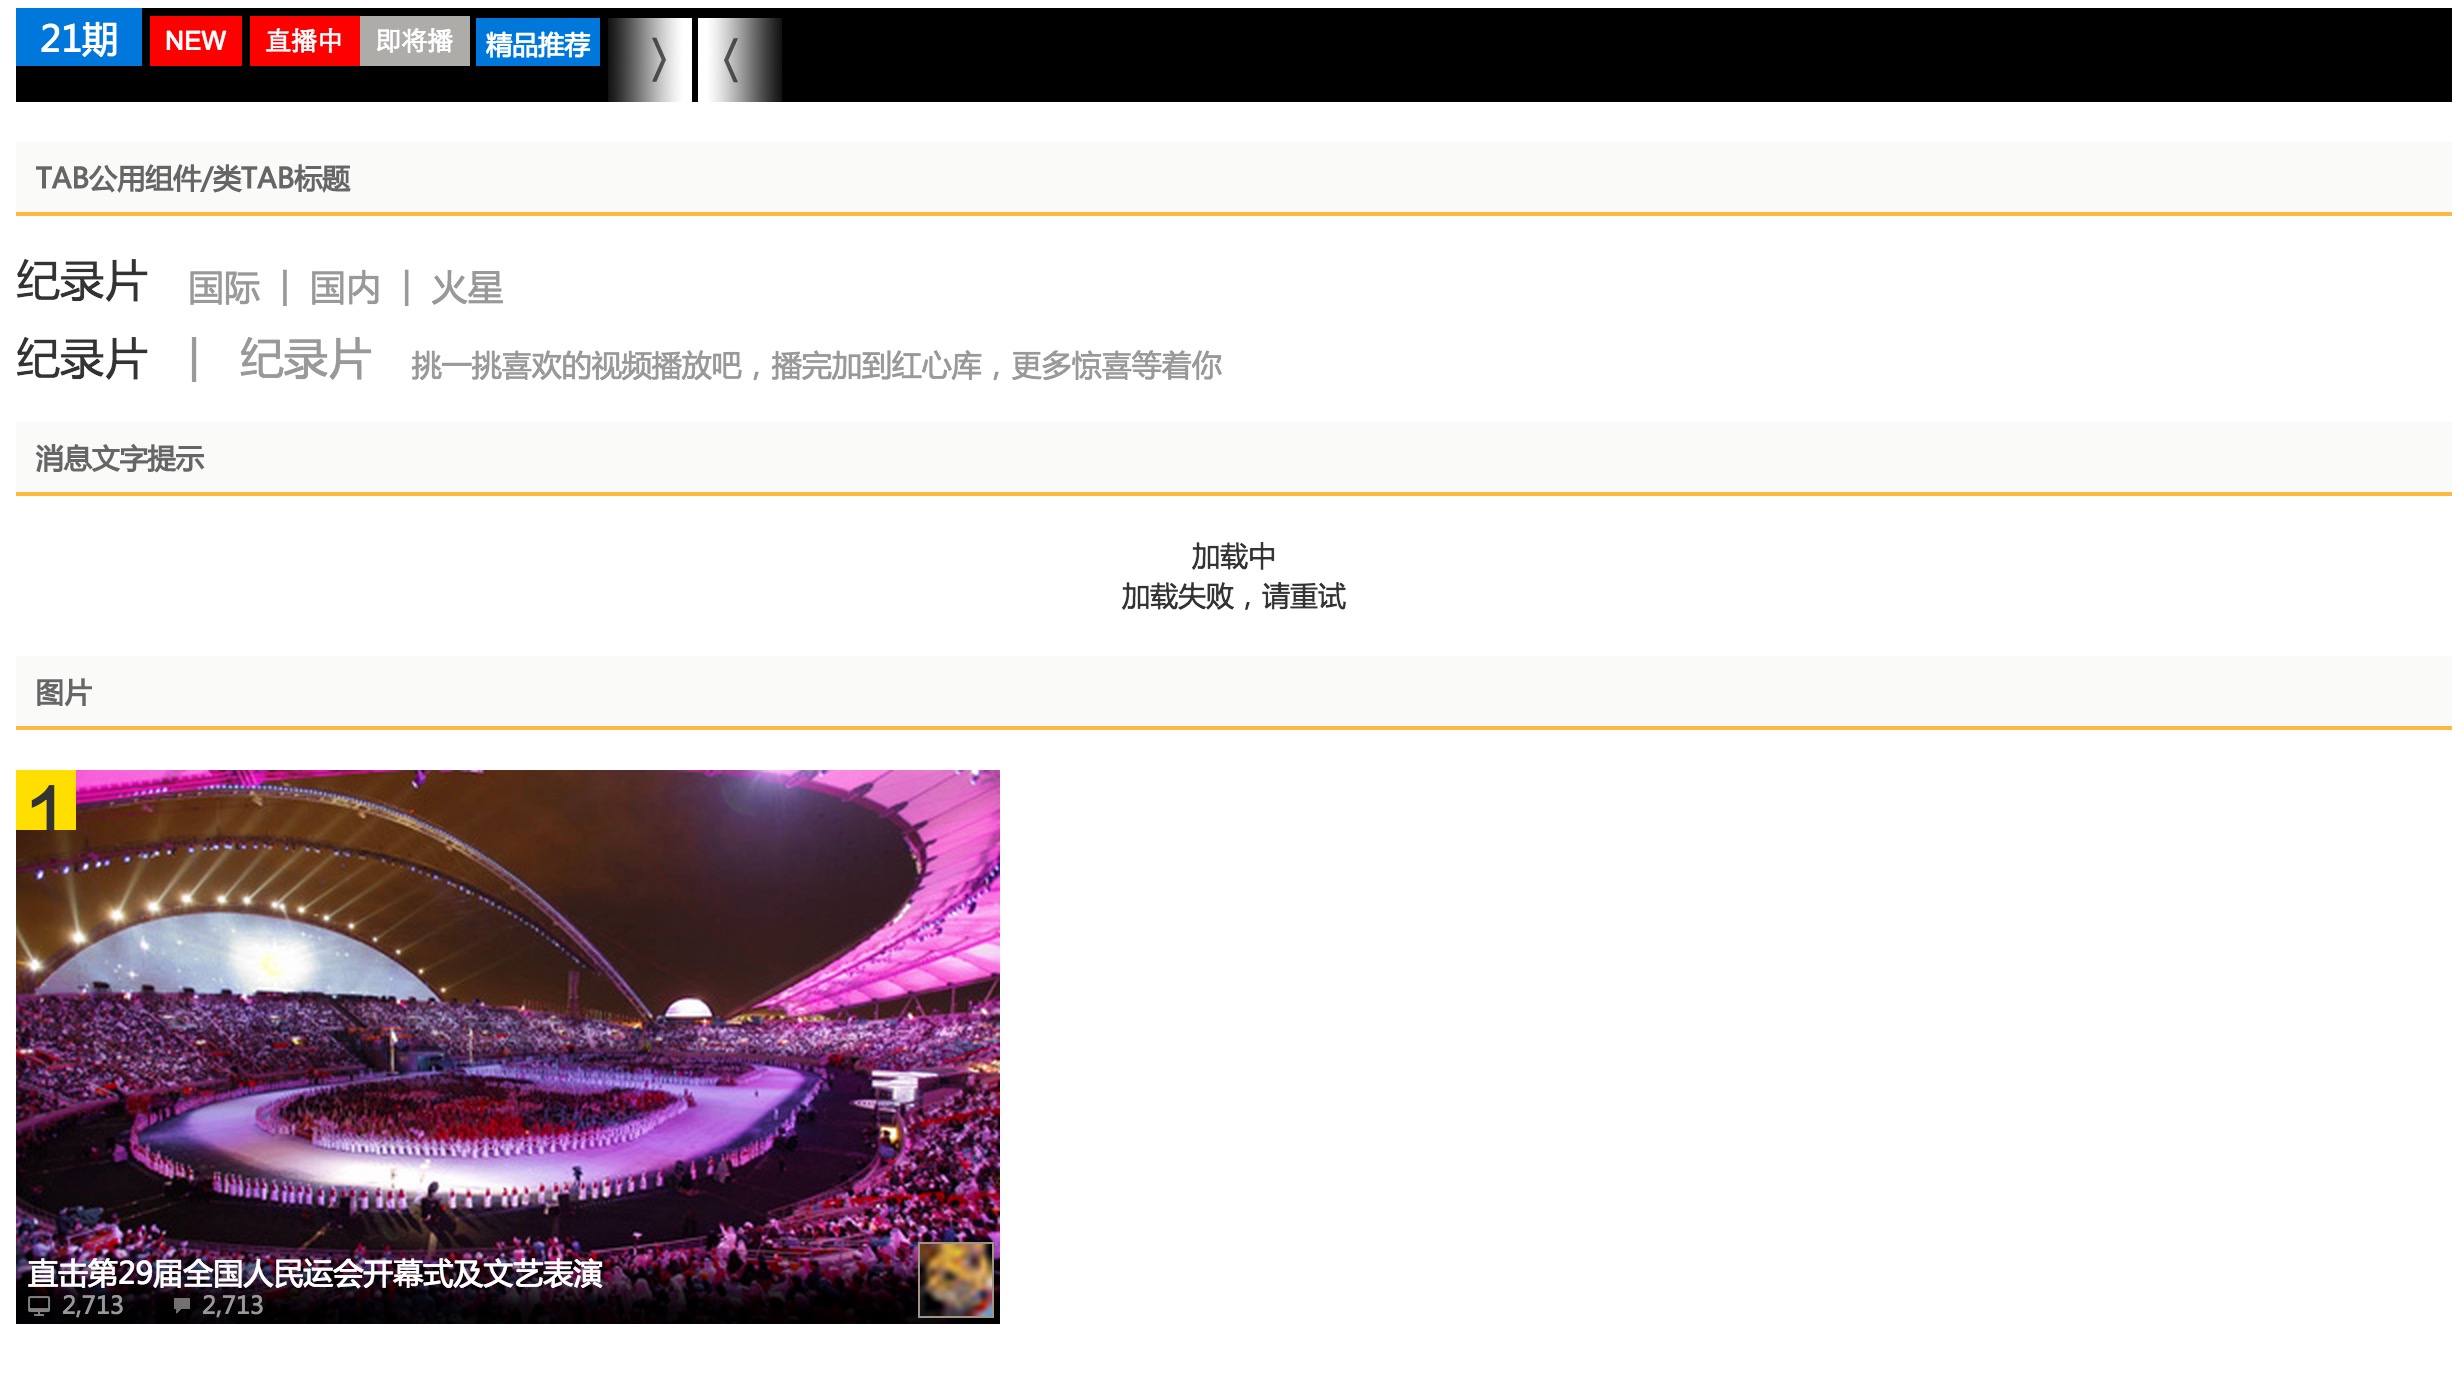 21期 NEW 直播中 即将播 精品推荐 〉 〈
TAB公用组件/类TAB标题
纪录片 国际 | 国内 | 火星
纪录片 | 纪录片 挑一挑喜欢的视频播放吧，播完加到红心库，更多惊喜等着你
消息文字提示
加载中
加载失败，请重试
图片
1
直击第29届全国人民运会开幕式及文艺表演
2,713 2,713